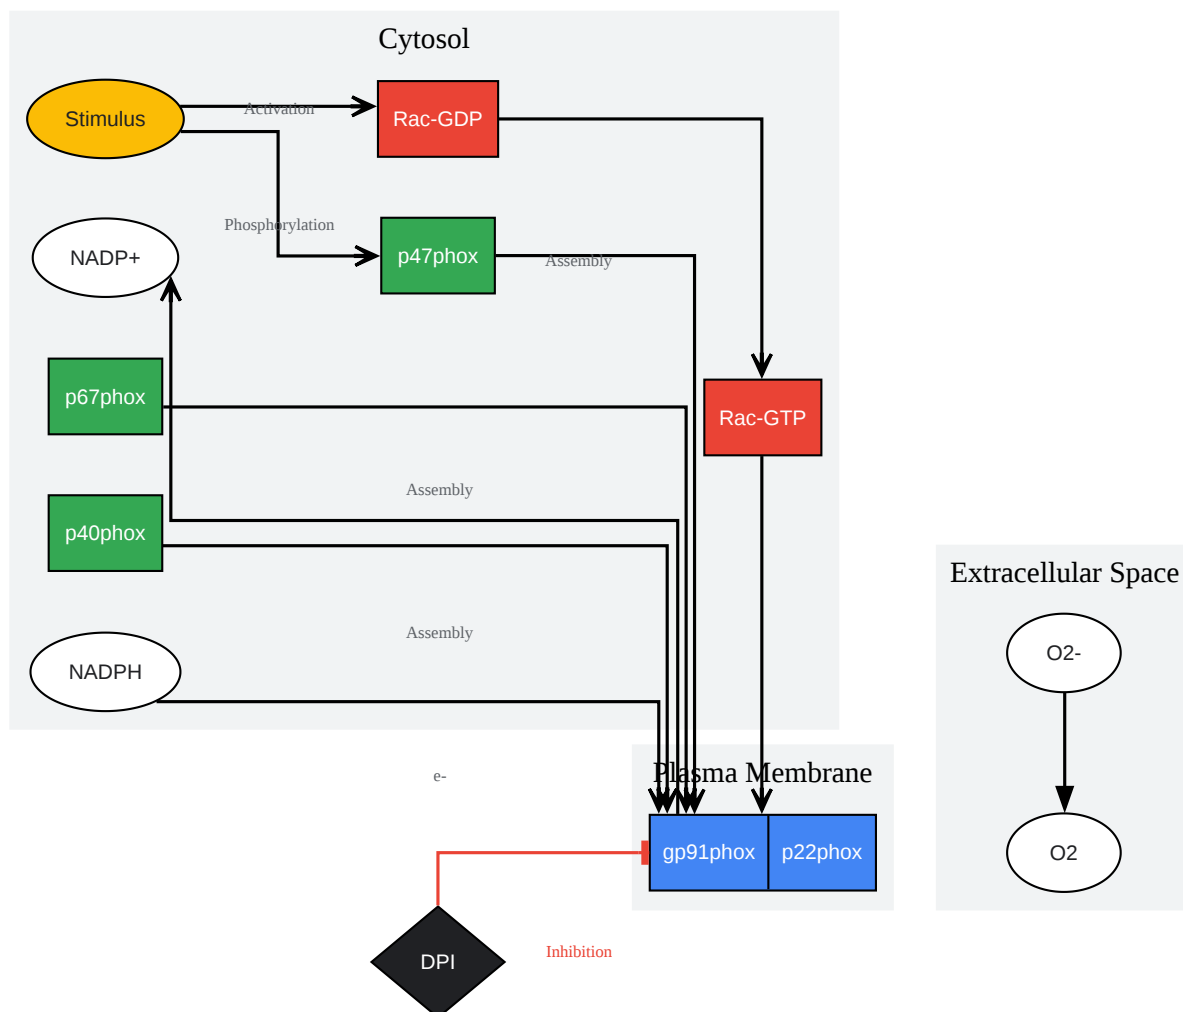 Cytosol
Stimulus
Activation
Rac-GDP
Phosphorylation
NADP+
p47phox
Assembly
p67phox
Rac-GTP
Assembly
p40phox
Extracellular Space
Assembly
O2-
NADPH
e-
Plasma Membrane
gp91phox
p22phox
O2
Inhibition
DPI